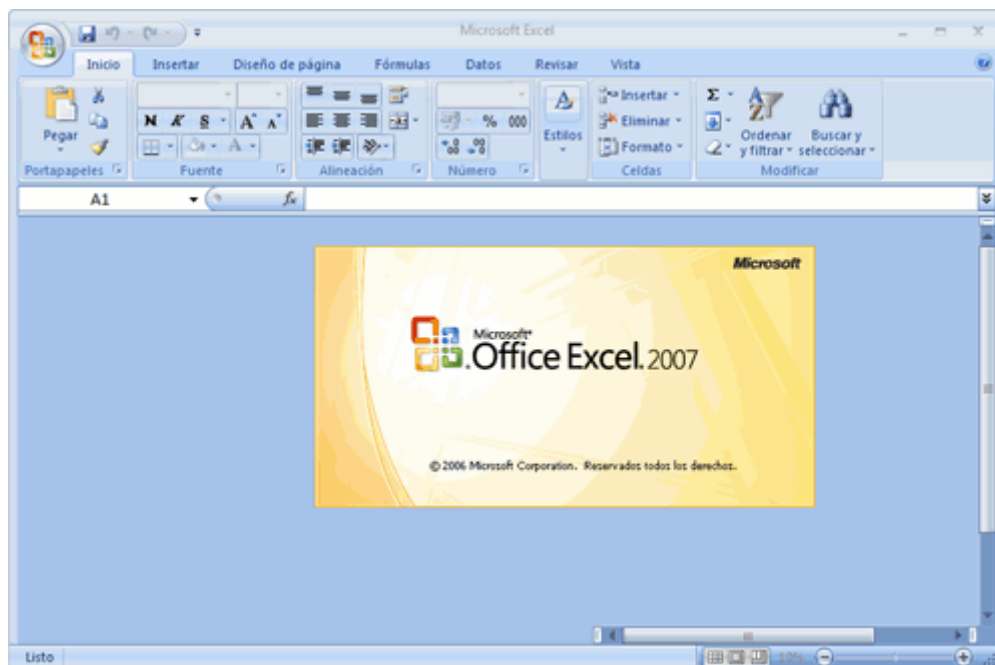 Microsoft Excel
Inicio Insertar Diseño de página Fórmulas Datos Revisar Vista
Pegar
N K S A A
A
% 000
Estilos
Insertar
Eliminar
Formato
Σ
Ordenar y filtrar
Buscar y seleccionar
Portapapeles Fuente Alineación Número Celdas Modificar
A1 fx
Microsoft
Microsoft®
Office Excel 2007
© 2006 Microsoft Corporation. Reservados todos los derechos.
Listo